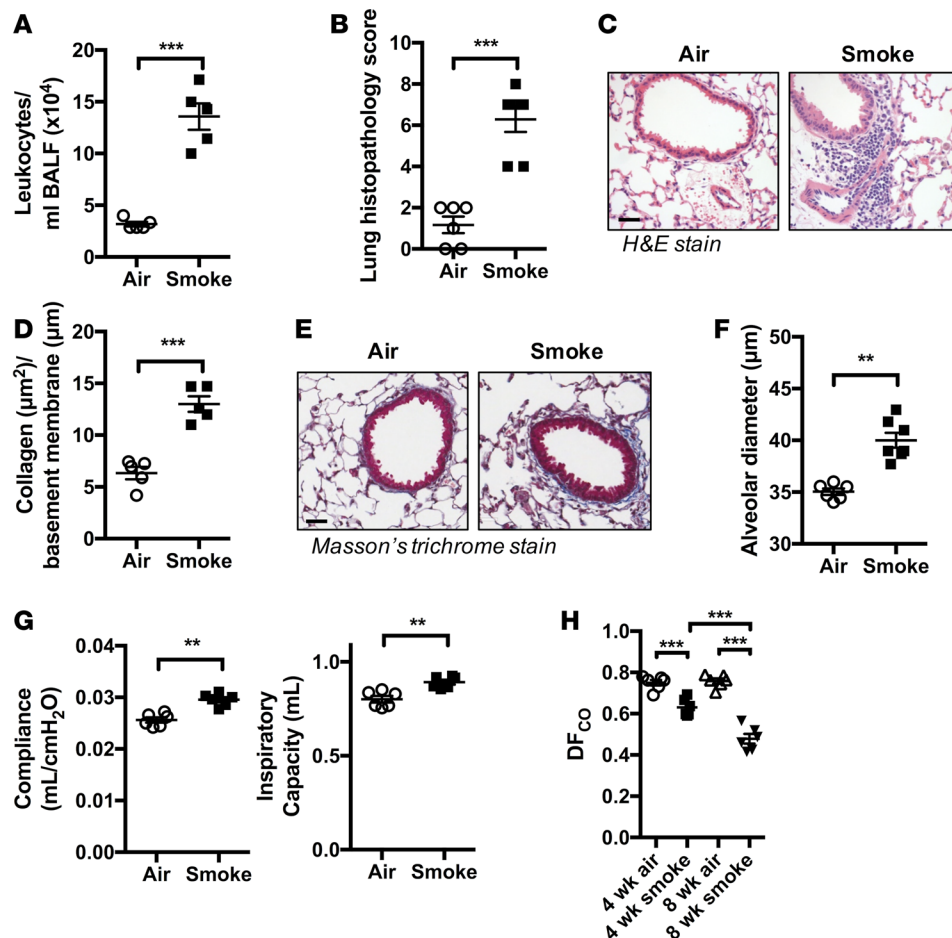 A
Leukocytes/
ml BALF (x10⁴)
20
15
10
5
0
***
Air
Smoke
B
Lung histopathology score
10
8
6
4
2
0
***
Air
Smoke
C
Air
Smoke
H&E stain
D
Collagen (μm²)/
basement membrane (μm)
20
15
10
5
0
***
Air
Smoke
E
Air
Smoke
Masson's trichrome stain
F
Alveolar diameter (μm)
50
45
40
35
30
**
Air
Smoke
G
Compliance
(mL/cmH₂O)
0.04
0.03
0.02
0.01
0.00
**
Air
Smoke
Inspiratory
Capacity (mL)
1.0
0.5
0.0
**
Air
Smoke
H
DF_CO
1.0
0.8
0.6
0.4
0.2
0.0
***
***
***
4 wk air
4 wk smoke
8 wk air
8 wk smoke